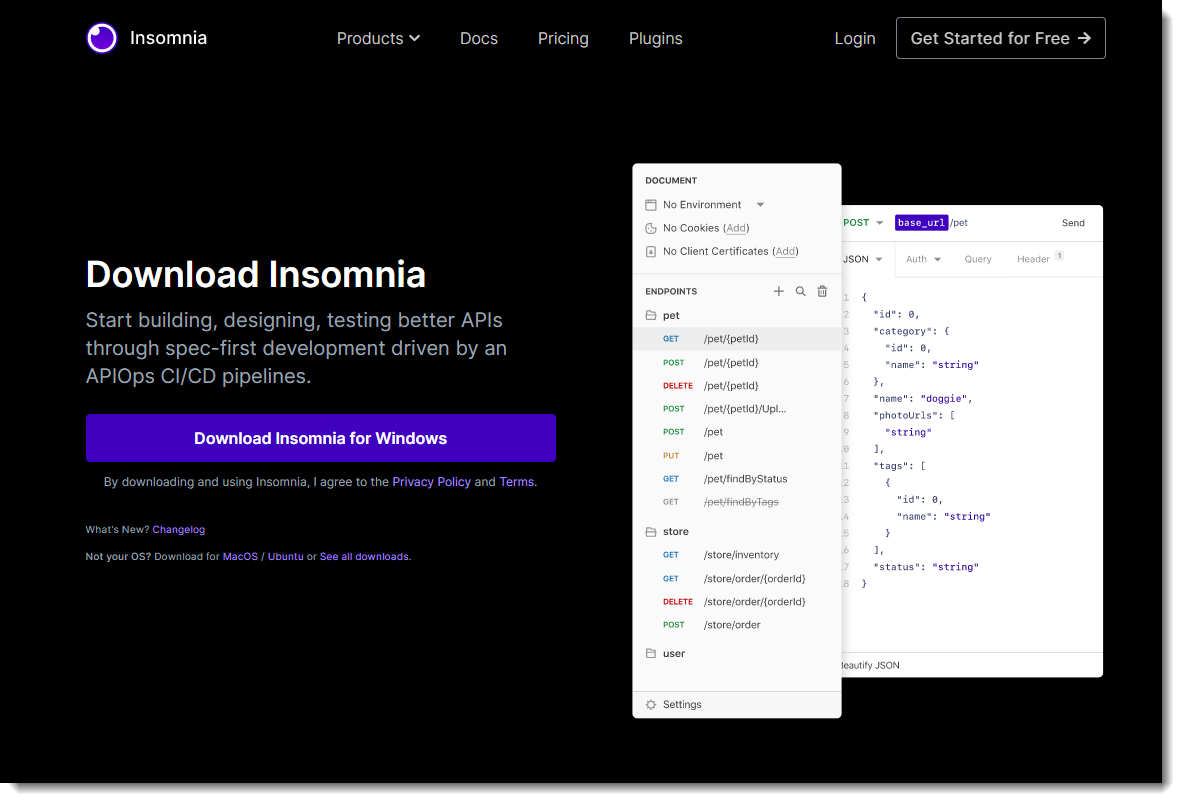 Insomnia
Products
Docs
Pricing
Plugins
Login
Get Started for Free →
Download Insomnia
Start building, designing, testing better APIs
through spec-first development driven by an
APIOps CI/CD pipelines.
Download Insomnia for Windows
By downloading and using Insomnia, I agree to the Privacy Policy and Terms.
What's New? Changelog
Not your OS? Download for MacOS / Ubuntu or See all downloads.
DOCUMENT
No Environment
No Cookies (Add)
No Client Certificates (Add)
ENDPOINTS
pet
GET /pet/{petId}
POST /pet/{petId}
DELETE /pet/{petId}
POST /pet/{petId}/Upl...
POST /pet
PUT /pet
GET /pet/findByStatus
GET /pet/findByTags
store
GET /store/inventory
GET /store/order/{orderId}
DELETE /store/order/{orderId}
POST /store/order
user
Settings
POST base_url/pet Send
JSON Auth Query Header 1
1 {
2 "id": 0,
3 "category": {
4 "id": 0,
5 "name": "string"
6 },
7 "name": "doggie",
8 "photoUrls": [
9 "string"
0 ],
1 "tags": [
2 {
3 "id": 0,
4 "name": "string"
5 }
6 ],
7 "status": "string"
8 }
Beautify JSON